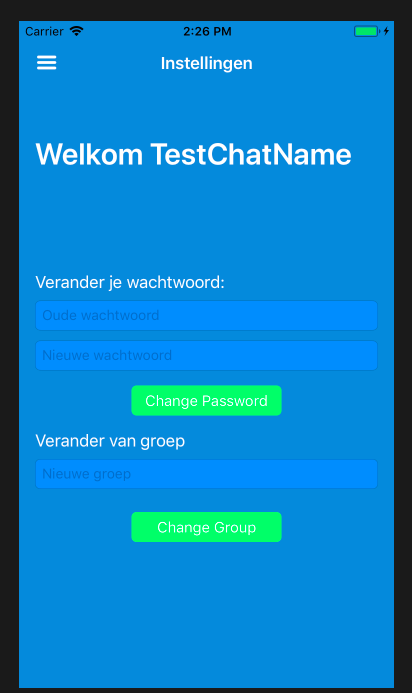 Carrier 2:26 PM
Instellingen
Welkom TestChatName
Verander je wachtwoord:
Oude wachtwoord
Nieuwe wachtwoord
Change Password
Verander van groep
Nieuwe groep
Change Group